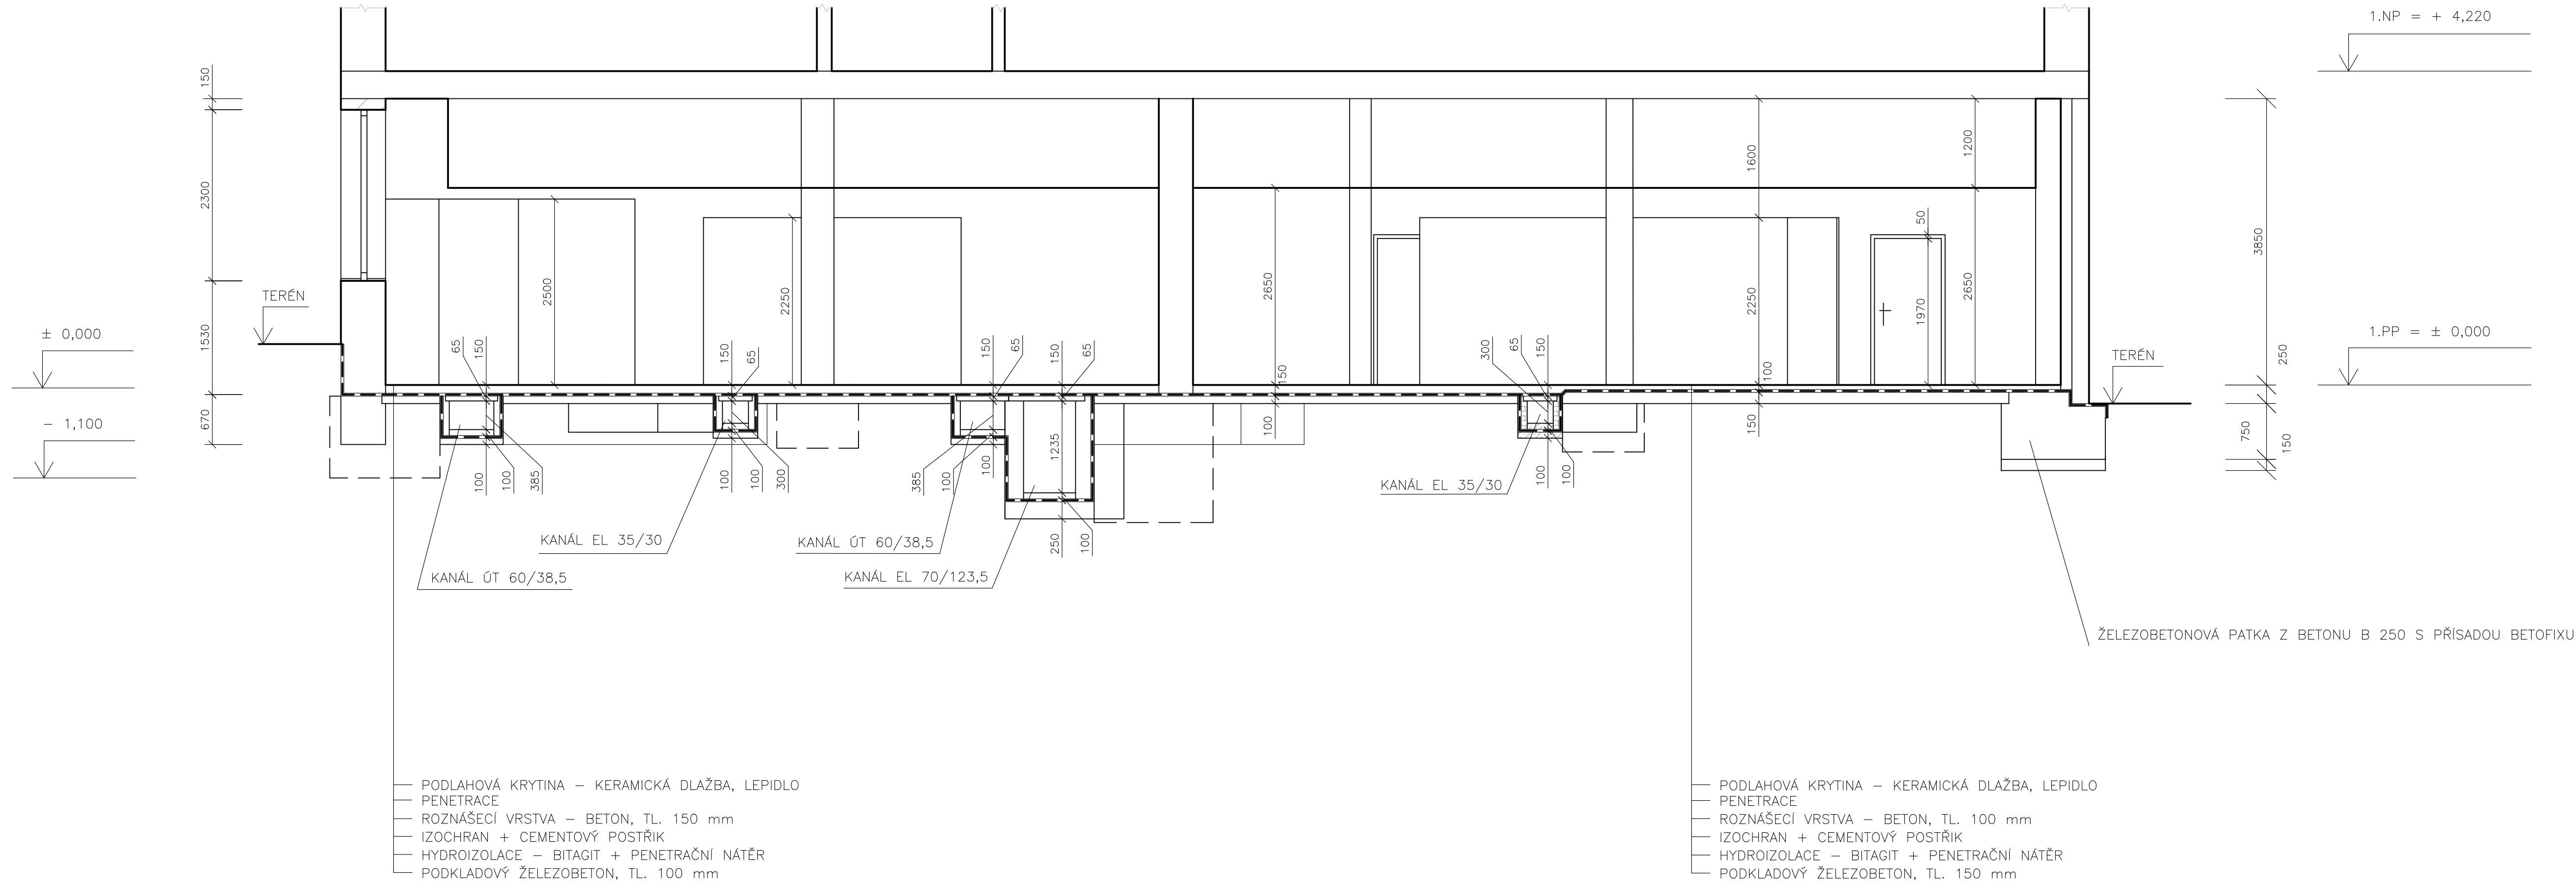 1.NP = + 4,220
150
2300
1530
670
TERÉN
± 0,000
- 1,100
2500
2250
2650
1600
2250
1200
2650
50
1970
3850
250
750
150
1.PP = ± 0,000
TERÉN
65
150
150
65
150
65
150
65
150
300
65
150
100
100
150
100
100
385
100
100
300
385
100
100
1235
250
100
100
100
KANÁL EL 35/30
KANÁL EL 35/30
KANÁL ÚT 60/38,5
KANÁL ÚT 60/38,5
KANÁL EL 70/123,5
ŽELEZOBETONOVÁ PATKA Z BETONU B 250 S PŘÍSADOU BETOFIXU
PODLAHOVÁ KRYTINA – KERAMICKÁ DLAŽBA, LEPIDLO
PENETRACE
ROZNÁŠECÍ VRSTVA – BETON, TL. 150 mm
IZOCHRAN + CEMENTOVÝ POSTŘIK
HYDROIZOLACE – BITAGIT + PENETRAČNÍ NÁTĚR
PODKLADOVÝ ŽELEZOBETON, TL. 100 mm
PODLAHOVÁ KRYTINA – KERAMICKÁ DLAŽBA, LEPIDLO
PENETRACE
ROZNÁŠECÍ VRSTVA – BETON, TL. 100 mm
IZOCHRAN + CEMENTOVÝ POSTŘIK
HYDROIZOLACE – BITAGIT + PENETRAČNÍ NÁTĚR
PODKLADOVÝ ŽELEZOBETON, TL. 150 mm